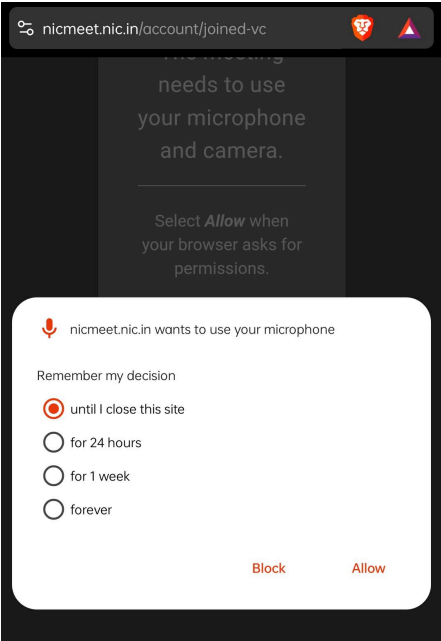 nicmeet.nic.in/account/joined-vc
The meeting
needs to use
your microphone
and camera.
Select Allow when
your browser asks for
permissions.
nicmeet.nic.in wants to use your microphone
Remember my decision
until I close this site
for 24 hours
for 1 week
forever
Block Allow